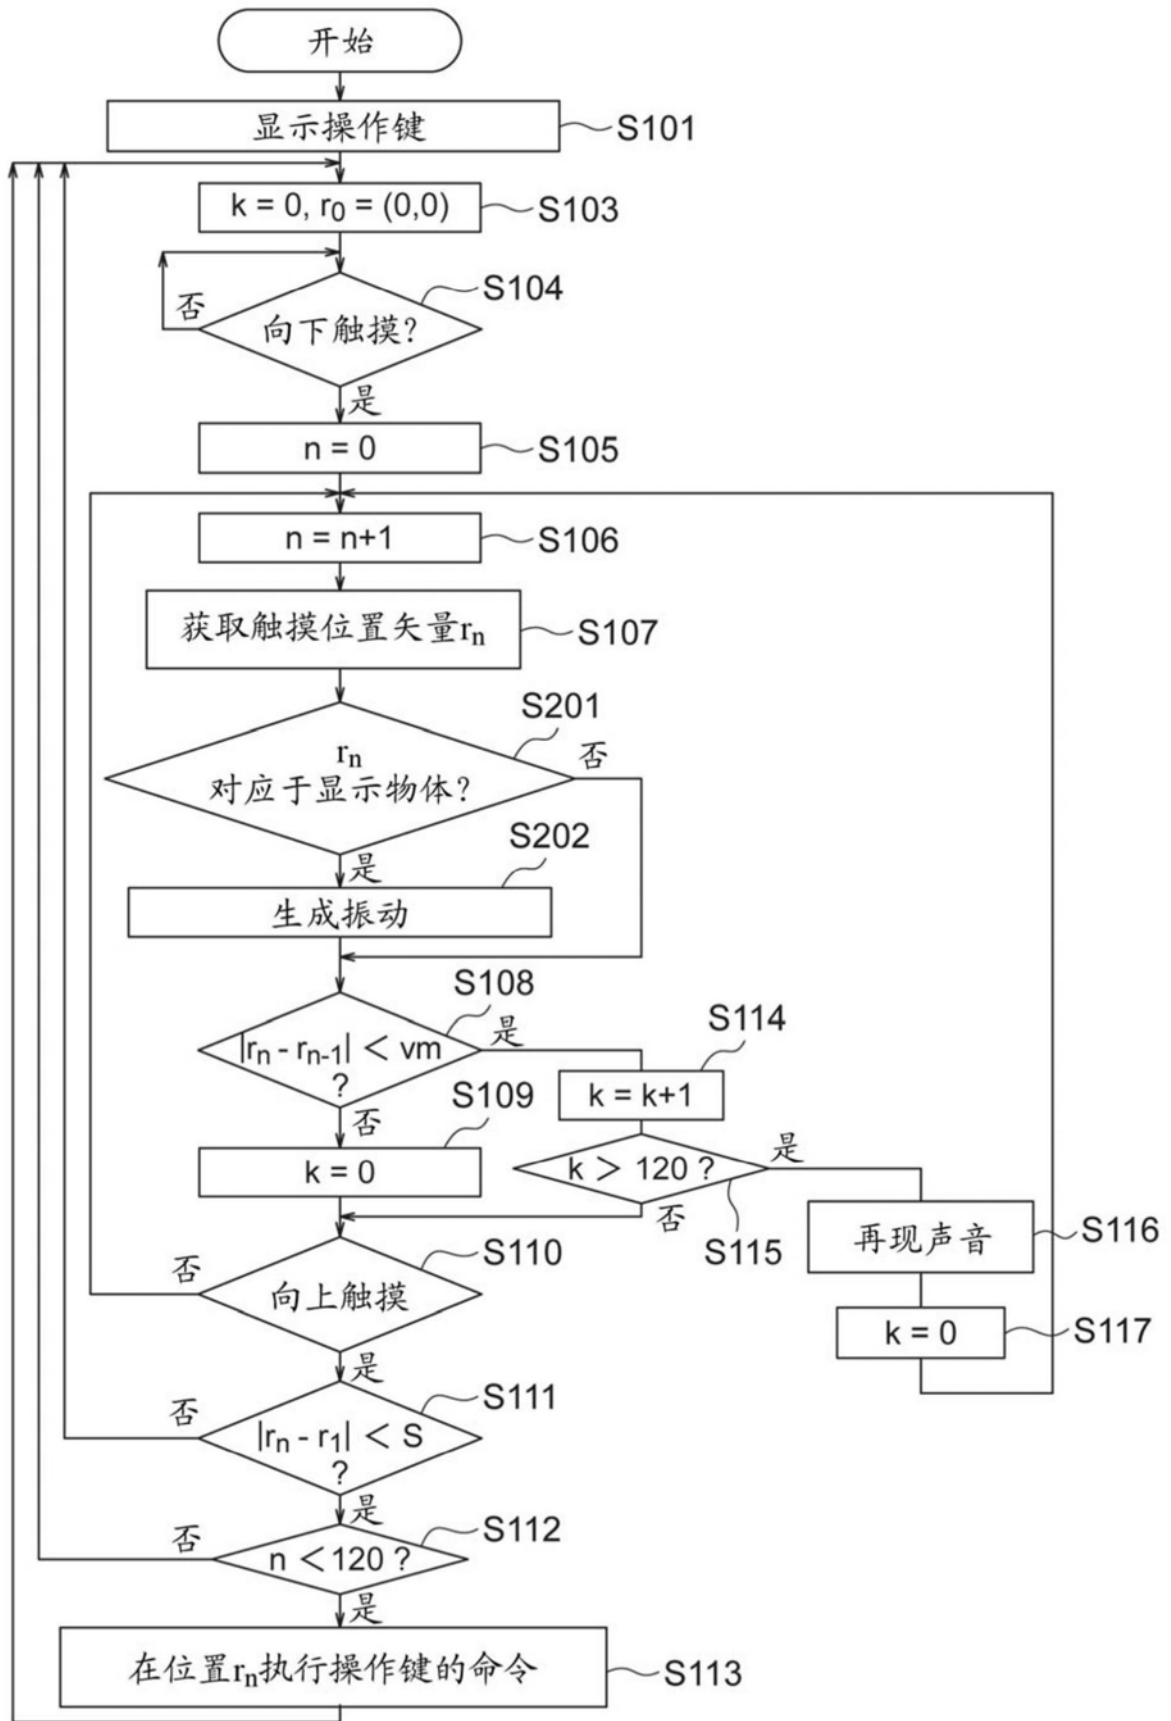 开始
显示操作键
S101
k = 0, r0 = (0,0)
S103
S104
否
向下触摸?
是
n = 0
S105
n = n+1
S106
获取触摸位置矢量rn
S107
S201
rn
对应于显示物体?
否
S202
是
生成振动
S108
|rn - rn-1| < vm
?
是
S114
k = k+1
S109
否
k = 0
k > 120 ?
是
否
S115
再现声音
S116
S110
否
向上触摸
k = 0
S117
是
S111
否
|rn - r1| < S
?
是
S112
否
n < 120 ?
是
在位置rn执行操作键的命令
S113